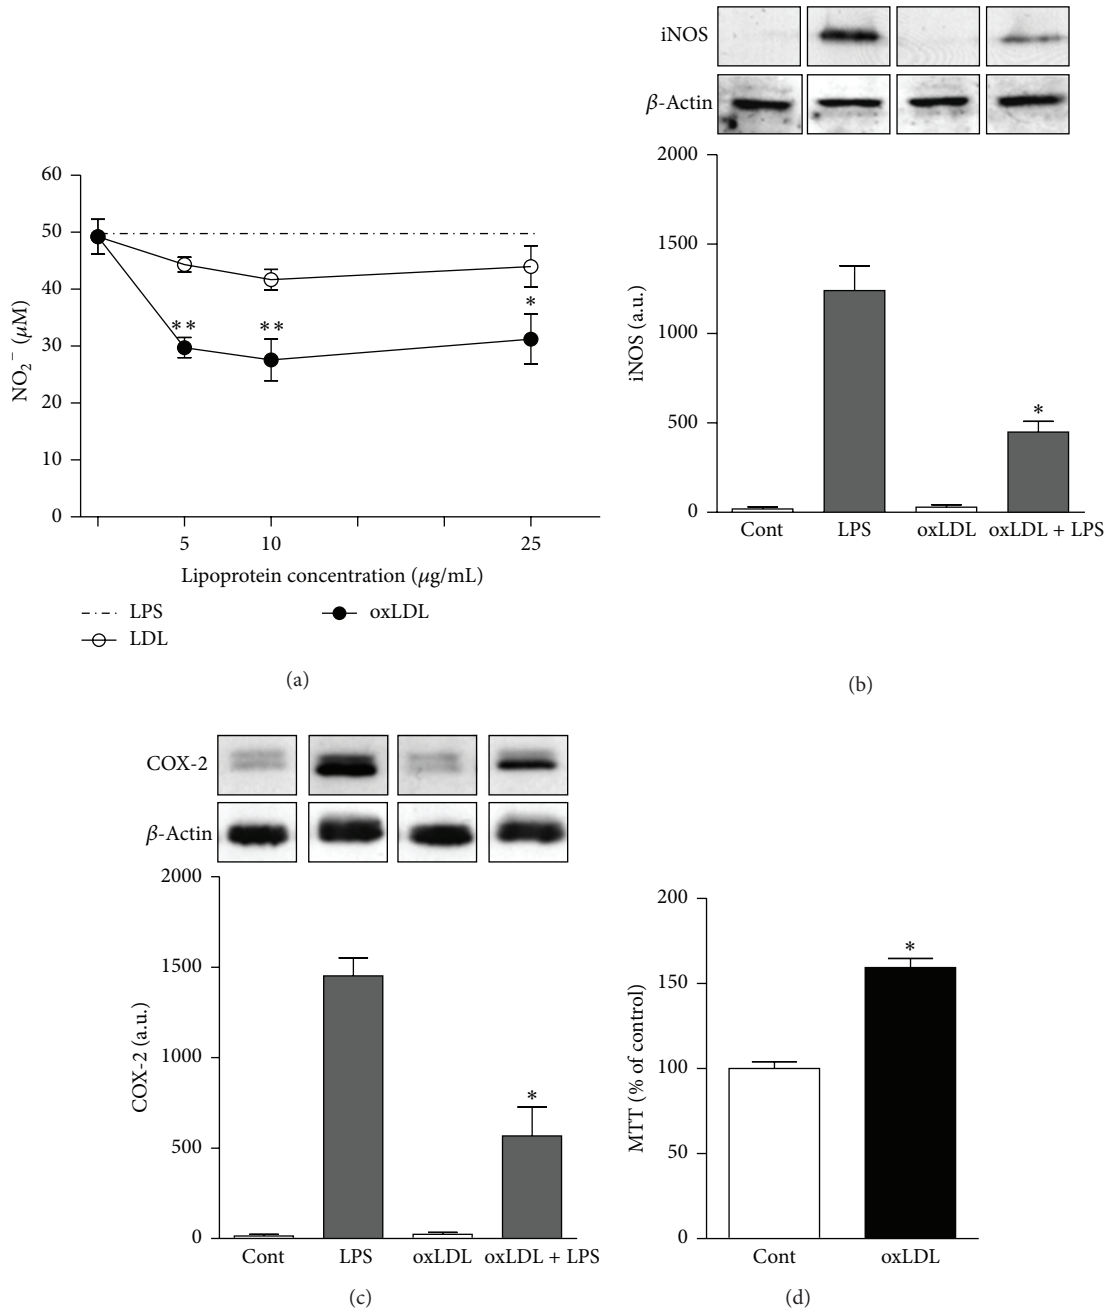 60
50
40
30
20
10
0
NO₂⁻ (μM)
** ** *
5 10 25
Lipoprotein concentration (μg/mL)
LPS
LDL
oxLDL
(a)
iNOS
β-Actin
2000
1500
1000
500
0
iNOS (a.u.)
*
Cont LPS oxLDL oxLDL + LPS
(b)
COX-2
β-Actin
2000
1500
1000
500
0
COX-2 (a.u.)
*
Cont LPS oxLDL oxLDL + LPS
(c)
200
150
100
50
0
MTT (% of control)
*
Cont oxLDL
(d)